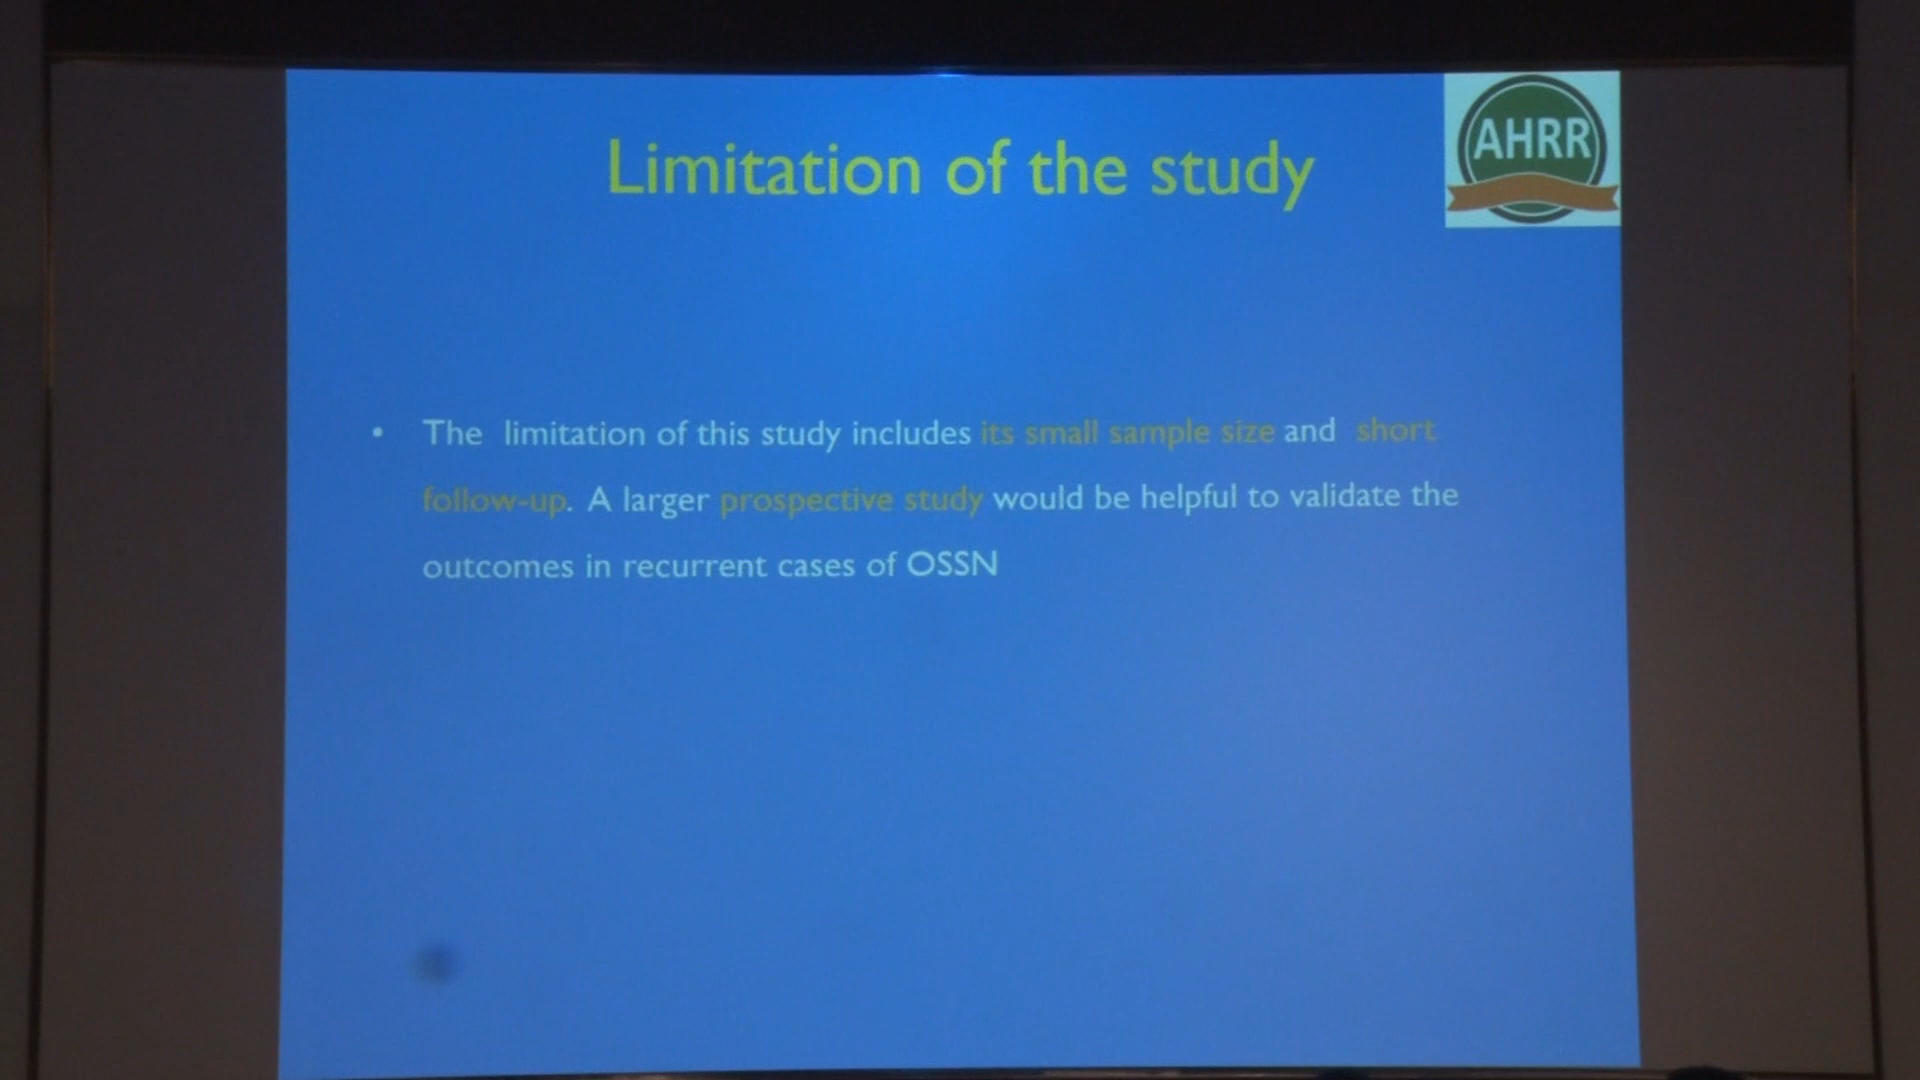 Limitation of the study
AHRR
• The limitation of this study includes its small sample size and short
follow-up. A larger prospective study would be helpful to validate the
outcomes in recurrent cases of OSSN